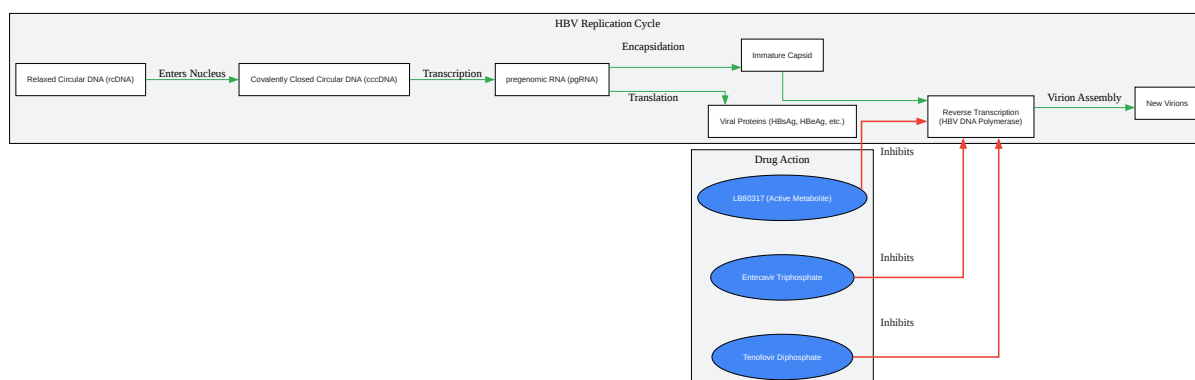 HBV Replication Cycle
Relaxed Circular DNA (rcDNA)
Enters Nucleus
Covalently Closed Circular DNA (cccDNA)
Transcription
pregenomic RNA (pgRNA)
Encapsidation
Translation
Immature Capsid
Viral Proteins (HBsAg, HBeAg, etc.)
Reverse Transcription
(HBV DNA Polymerase)
Virion Assembly
New Virions
Drug Action
Inhibits
LB80317 (Active Metabolite)
Inhibits
Entecavir Triphosphate
Inhibits
Tenofovir Diphosphate